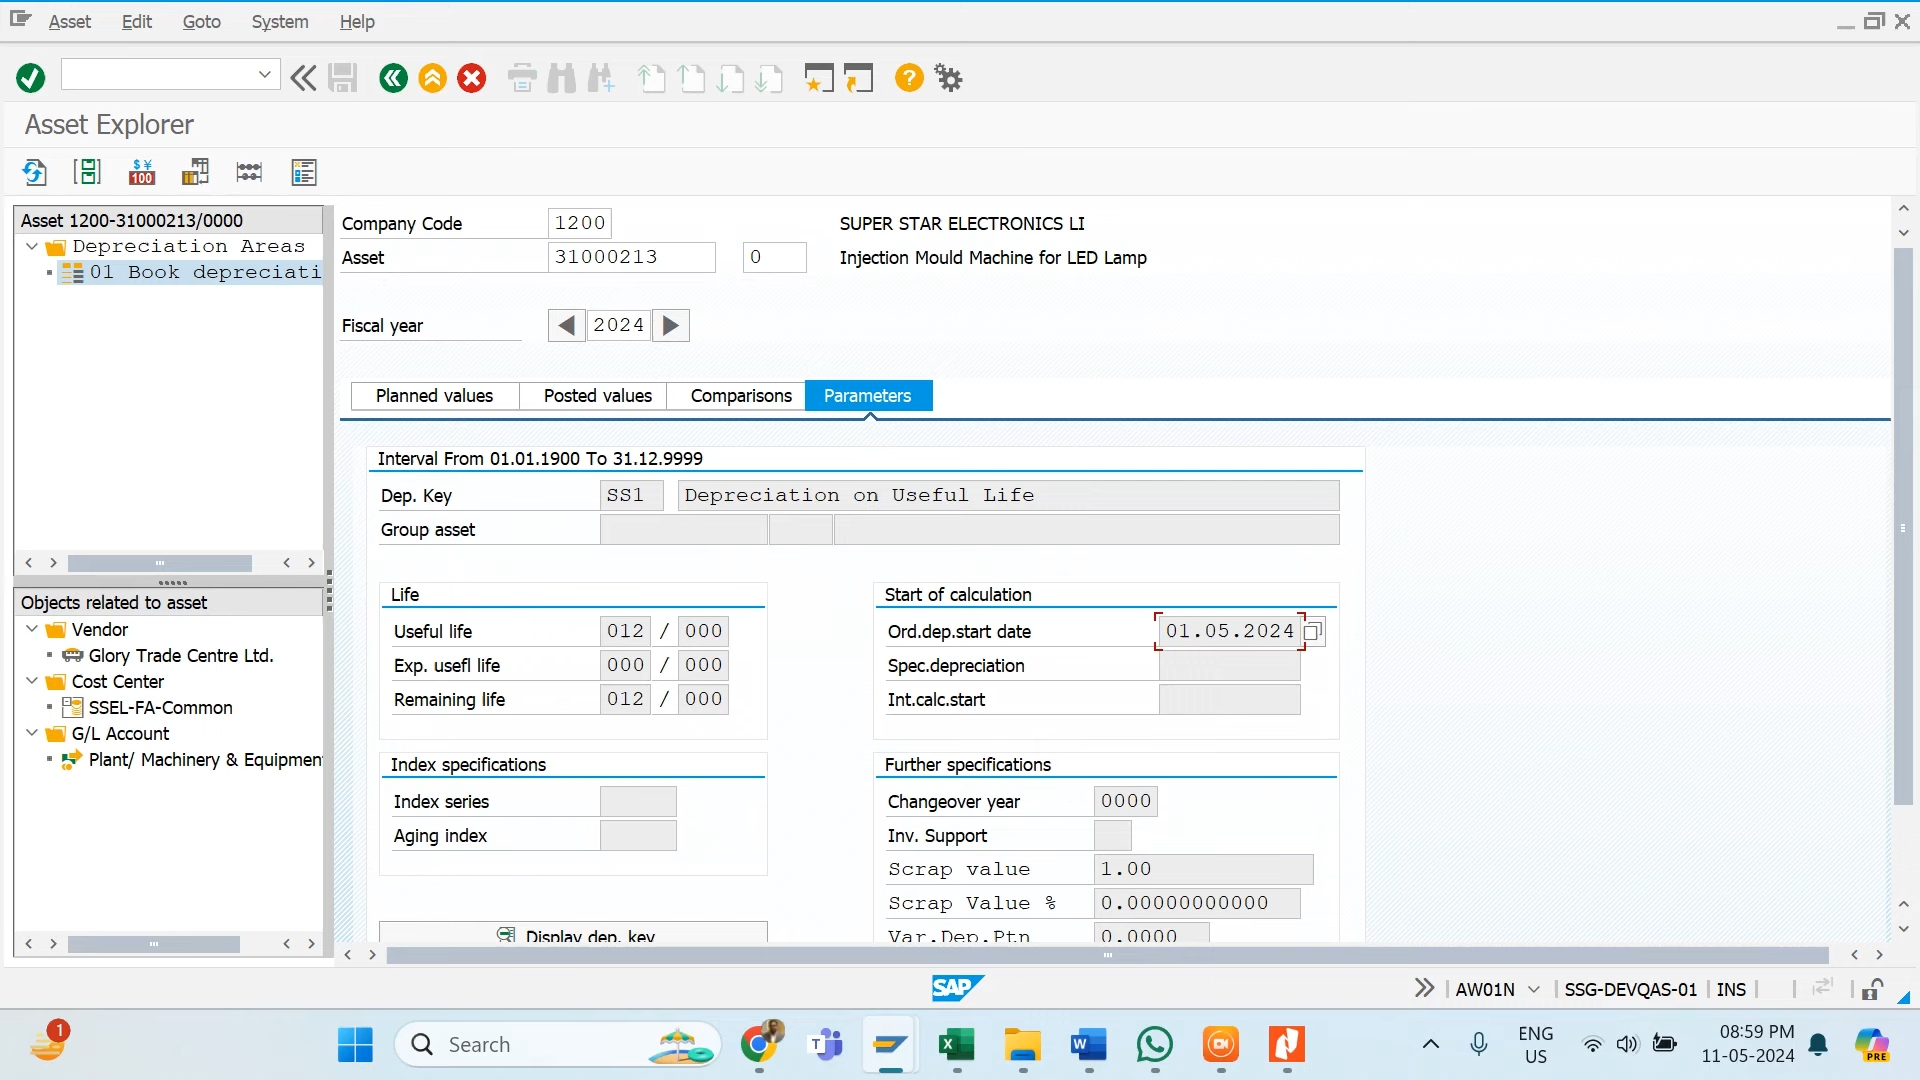 Asset Edit Goto System Help
Asset Explorer
$ ¥
100
Asset 1200-31000213/0000
Depreciation Areas
01 Book depreciati
Objects related to asset
Vendor
Glory Trade Centre Ltd.
Cost Center
SSEL-FA-Common
G/L Account
Plant/ Machinery & Equipmen
Company Code 1200 SUPER STAR ELECTRONICS LI
Asset 31000213 0 Injection Mould Machine for LED Lamp
Fiscal year 2024
Planned values Posted values Comparisons Parameters
Interval From 01.01.1900 To 31.12.9999
Dep. Key SS1 Depreciation on Useful Life
Group asset
Life
Useful life 012 / 000
Exp. usefl life 000 / 000
Remaining life 012 / 000
Start of calculation
Ord.dep.start date 01.05.2024
Spec.depreciation
Int.calc.start
Index specifications
Index series
Aging index
Further specifications
Changeover year 0000
Inv. Support
Scrap value 1.00
Scrap Value % 0.00000000000
Var.Dep.Ptn 0.0000
Display dep. key
SAP
AW01N SSG-DEVQAS-01 INS
1
Search
ENG
US
08:59 PM
11-05-2024
PRE